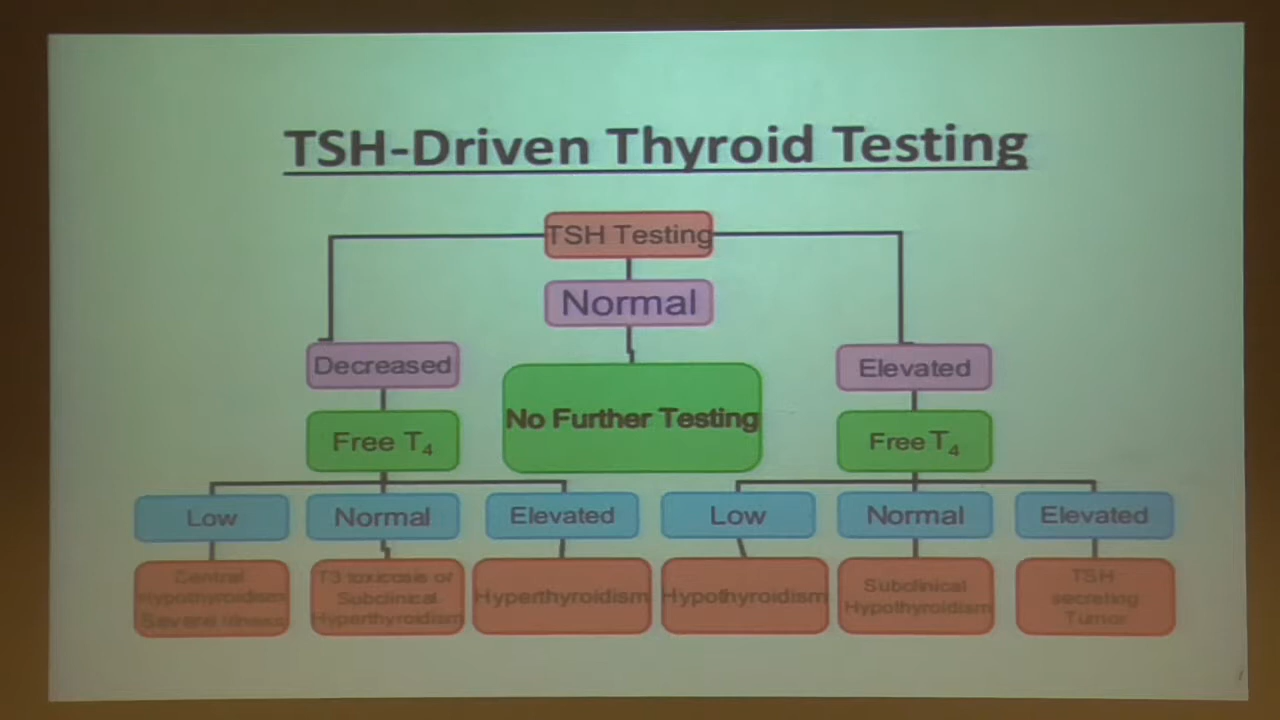 TSH-Driven Thyroid Testing
TSH Testing
Normal
Decreased
Elevated
No Further Testing
Free T₄
Free T₄
Low
Normal
Elevated
Low
Normal
Elevated
Central
Hypothyroidism
Severe Illness
T3 toxicosis or
Subclinical
Hyperthyroidism
Hyperthyroidism
Hypothyroidism
Subclinical
Hypothyroidism
TSH
secreting
Tumor